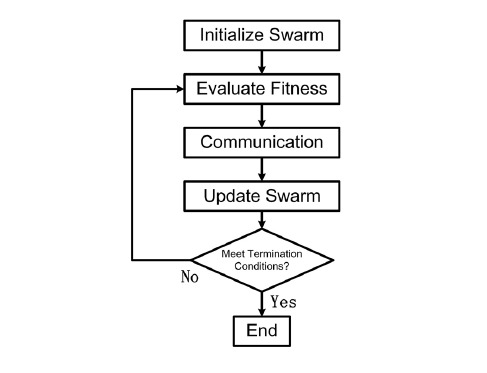 Initialize Swarm
Evaluate Fitness
Communication
Update Swarm
Meet Termination
Conditions?
No
Yes
End